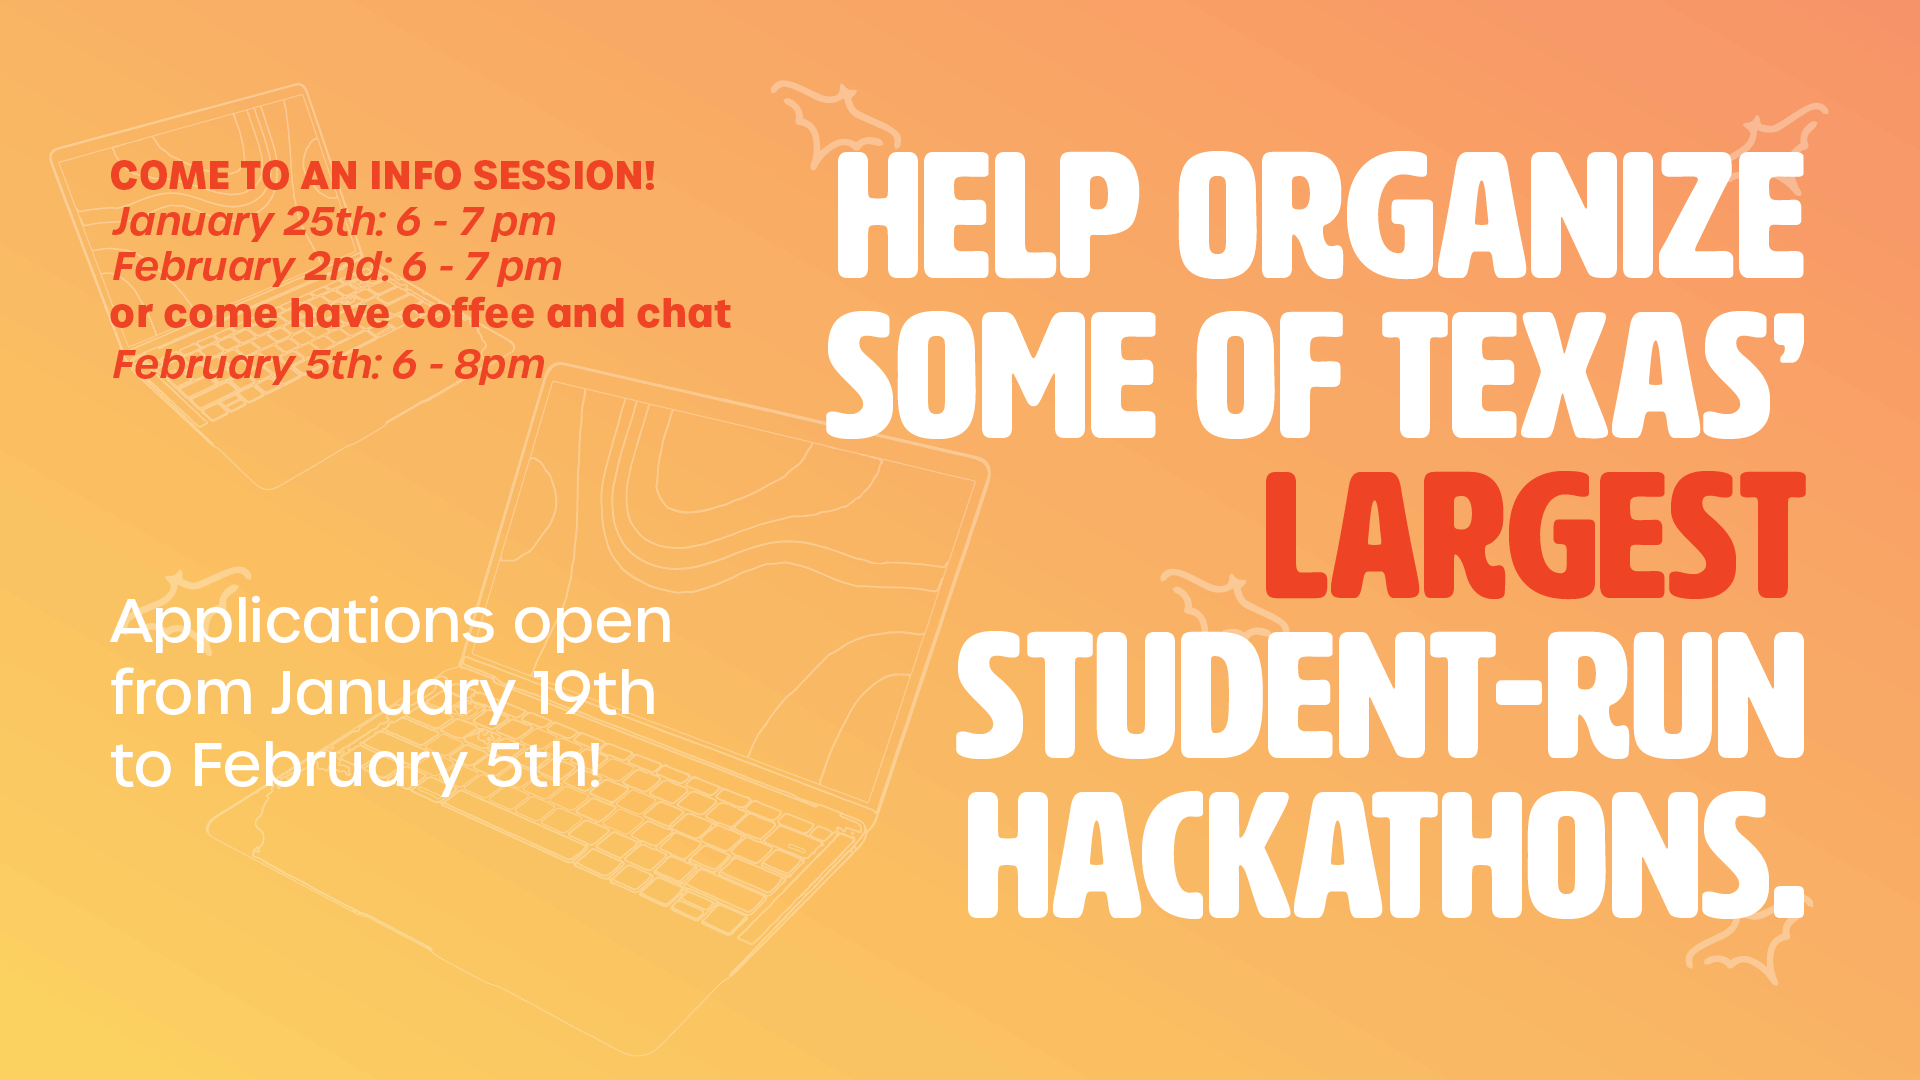 COME TO AN INFO SESSION!
January 25th: 6 - 7 pm
February 2nd: 6 - 7 pm
or come have coffee and chat
February 5th: 6 - 8pm
Applications open
from January 19th
to February 5th!
HELP ORGANIZE
SOME OF TEXAS’
LARGEST
STUDENT-RUN
HACKATHONS.